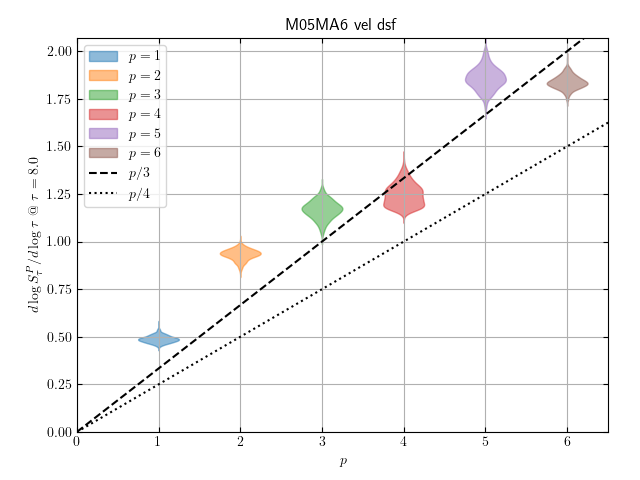 M05MA6 vel dsf
d log S_τ^P / d log τ @ τ = 8.0
2.00
1.75
1.50
1.25
1.00
0.75
0.50
0.25
0.00
p = 1
p = 2
p = 3
p = 4
p = 5
p = 6
p/3
p/4
0 1 2 3 4 5 6
p